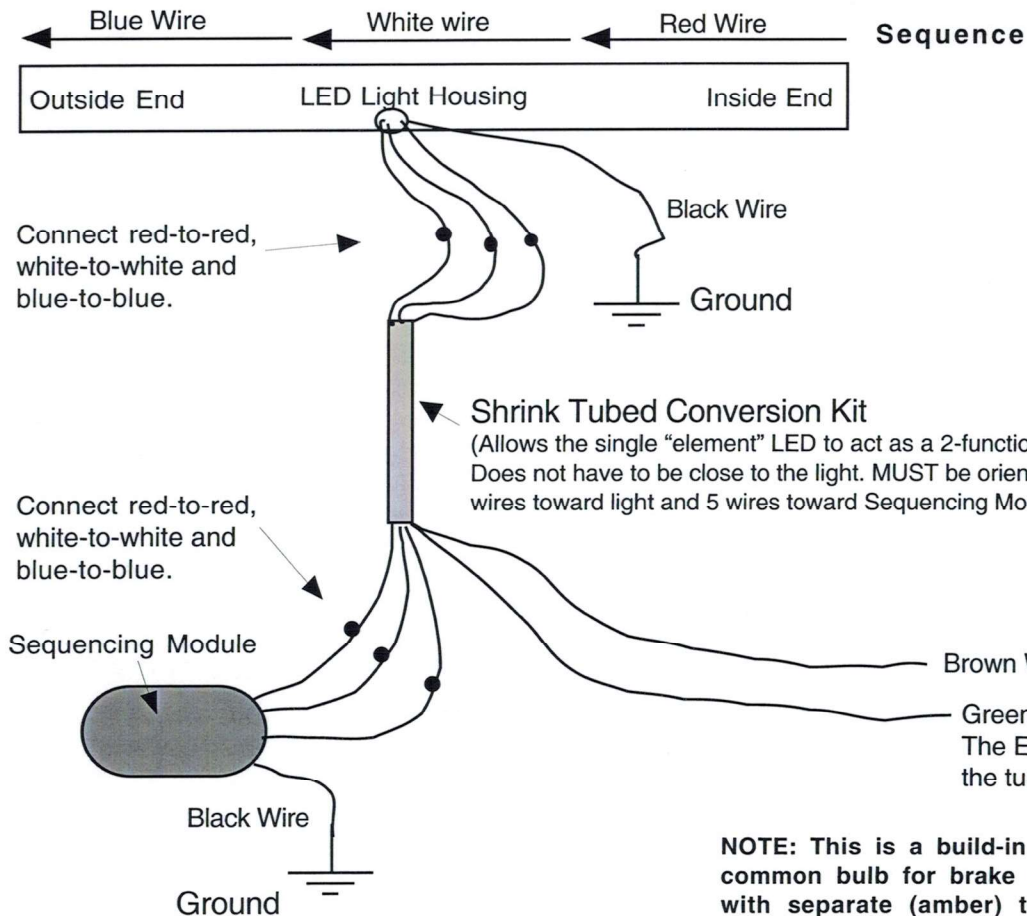 Blue Wire White wire Red Wire Sequence
Outside End LED Light Housing Inside End
Black Wire
Connect red-to-red,
white-to-white and
blue-to-blue.
Ground
Shrink Tubed Conversion Kit
(Allows the single “element” LED to act as a 2-functio
Does not have to be close to the light. MUST be orien
wires toward light and 5 wires toward Sequencing Mo
Connect red-to-red,
white-to-white and
blue-to-blue.
Sequencing Module
Brown
Green
The E
the tu
Black Wire
Ground
NOTE: This is a build-in
common bulb for brake
with separate (amber) t